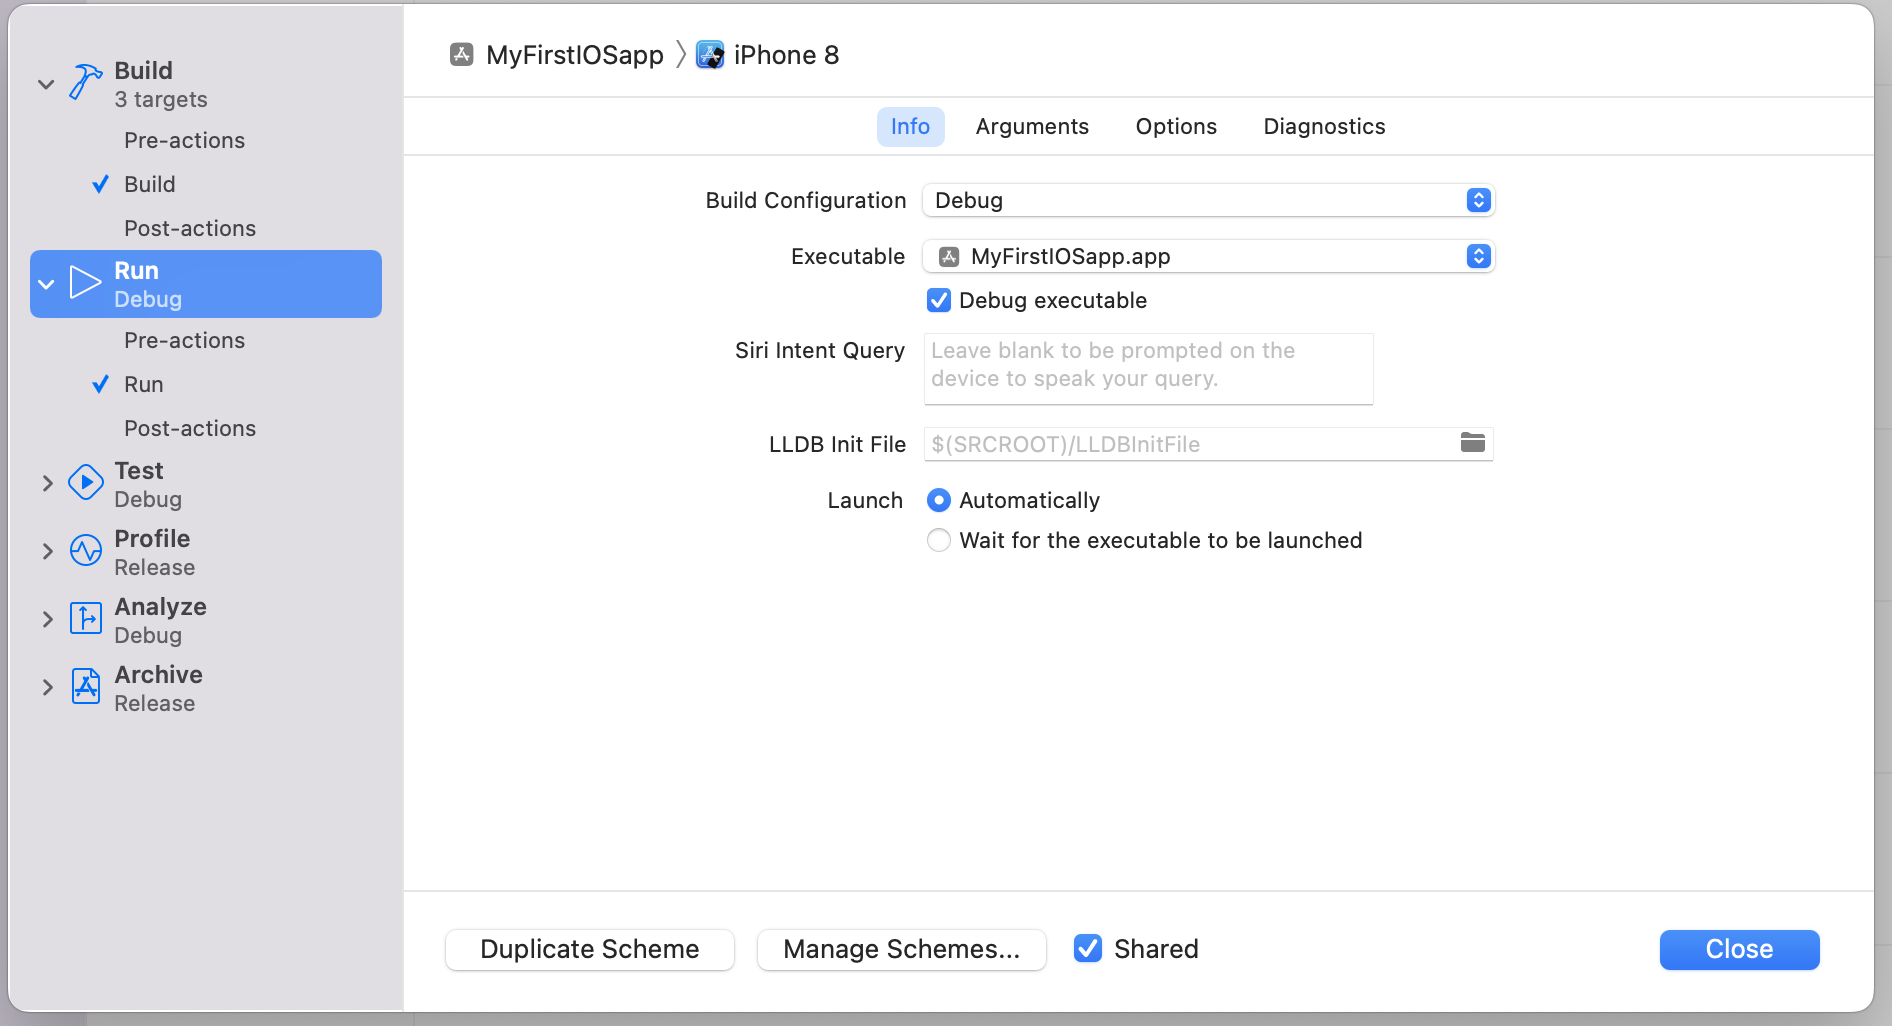 Build
3 targets
Pre-actions
Build
Post-actions
Run
Debug
Pre-actions
Run
Post-actions
Test
Debug
Profile
Release
Analyze
Debug
Archive
Release
MyFirstIOSapp
iPhone 8
Info
Arguments
Options
Diagnostics
Build Configuration
Debug
Executable
MyFirstIOSapp.app
Debug executable
Siri Intent Query
Leave blank to be prompted on the
device to speak your query.
LLDB Init File
$(SRCROOT)/LLDBInitFile
Launch
Automatically
Wait for the executable to be launched
Duplicate Scheme
Manage Schemes...
Shared
Close